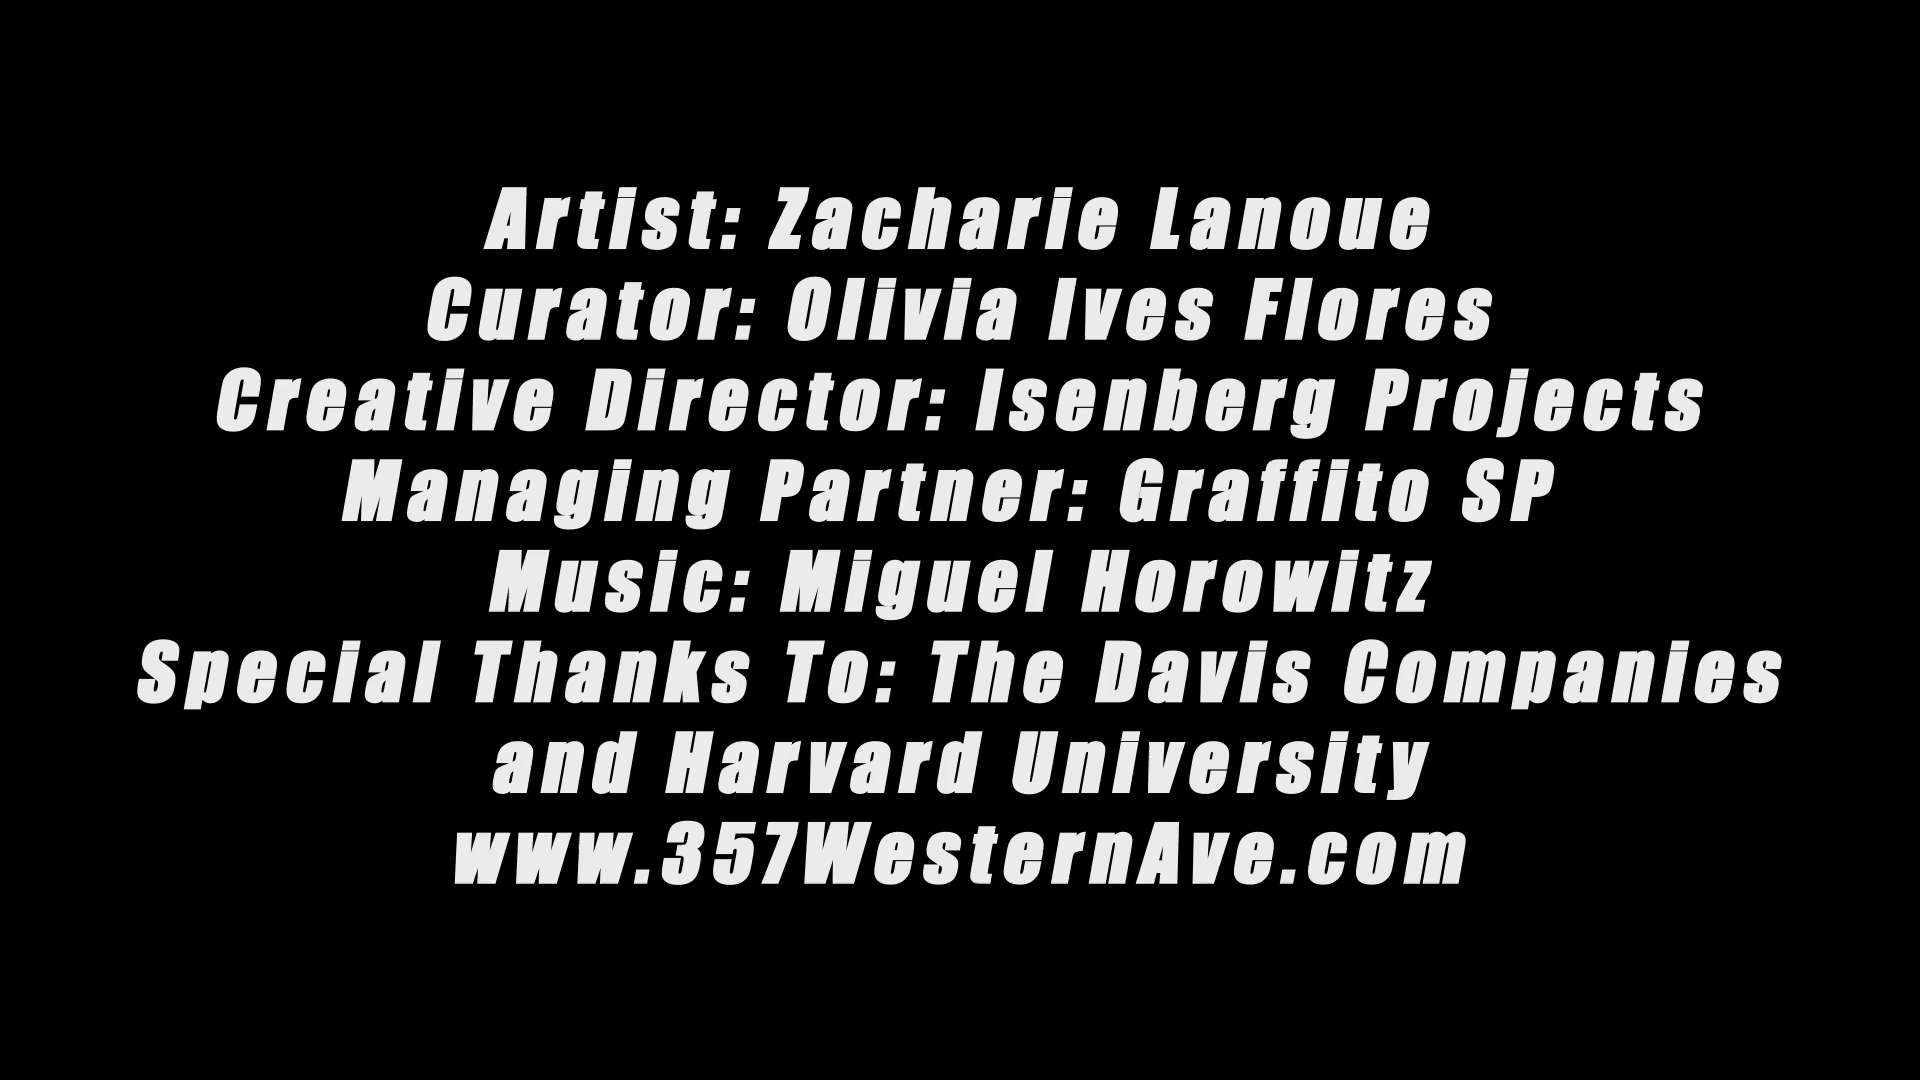 Artist: Zacharie Lanoue
Curator: Olivia Ives Flores
Creative Director: Isenberg Projects
Managing Partner: Graffito SP
Music: Miguel Horowitz
Special Thanks To: The Davis Companies
and Harvard University
www.357WesternAve.com